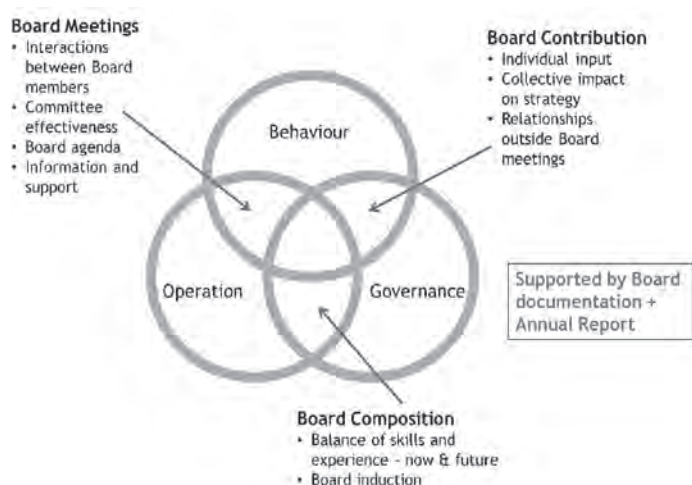 Board Meetings
• Interactions
between Board
members
• Committee
effectiveness
• Board agenda
• Information and
support
Board Contribution
• Individual input
• Collective impact
on strategy
• Relationships
outside Board
meetings
Behaviour
Operation
Governance
Supported by Board
documentation +
Annual Report
Board Composition
• Balance of skills and
experience - now & future
• Board induction